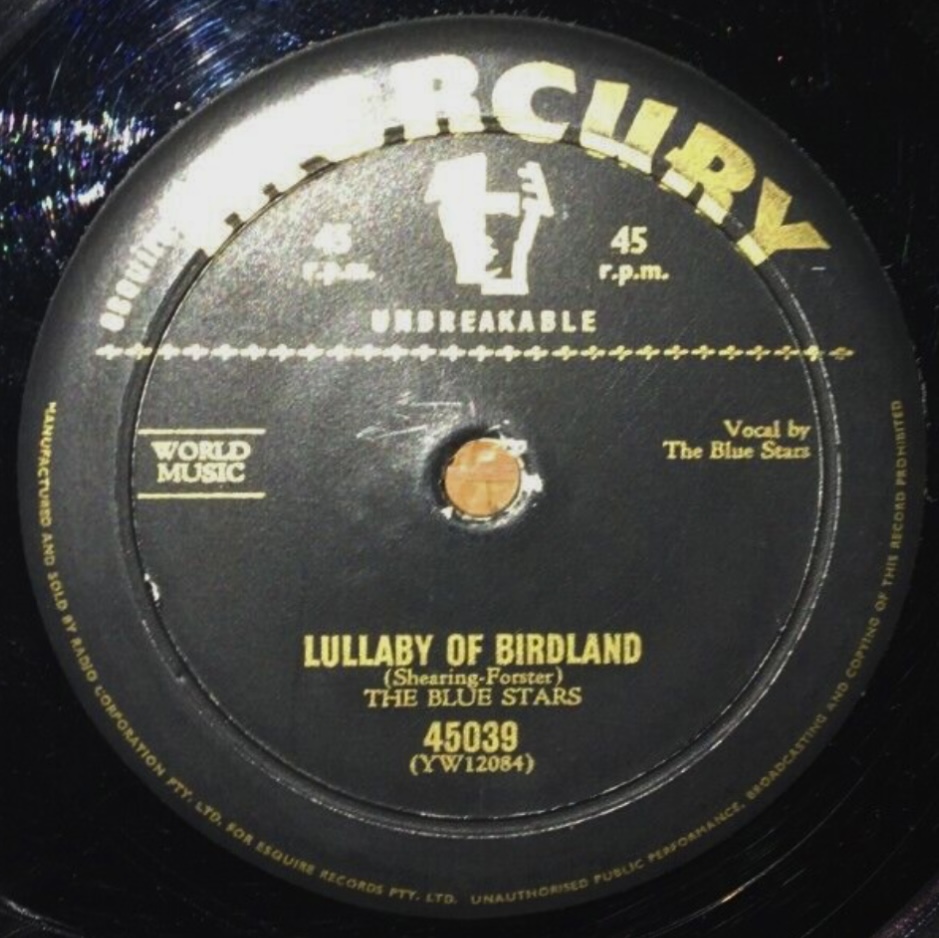 MERCURY
45 r.p.m.
45 r.p.m.
UNBREAKABLE
WORLD
MUSIC
Vocal by
The Blue Stars
LULLABY OF BIRDLAND
(Shearing-Forster)
THE BLUE STARS
45039
(YW12084)
MANUFACTURED AND SOLD BY RADIO CORPORATION PTY. LTD. FOR ESQUIRE RECORDS PTY. LTD. UNAUTHORISED PUBLIC PERFORMANCE, BROADCASTING AND COPYING OF THIS RECORD PROHIBITED